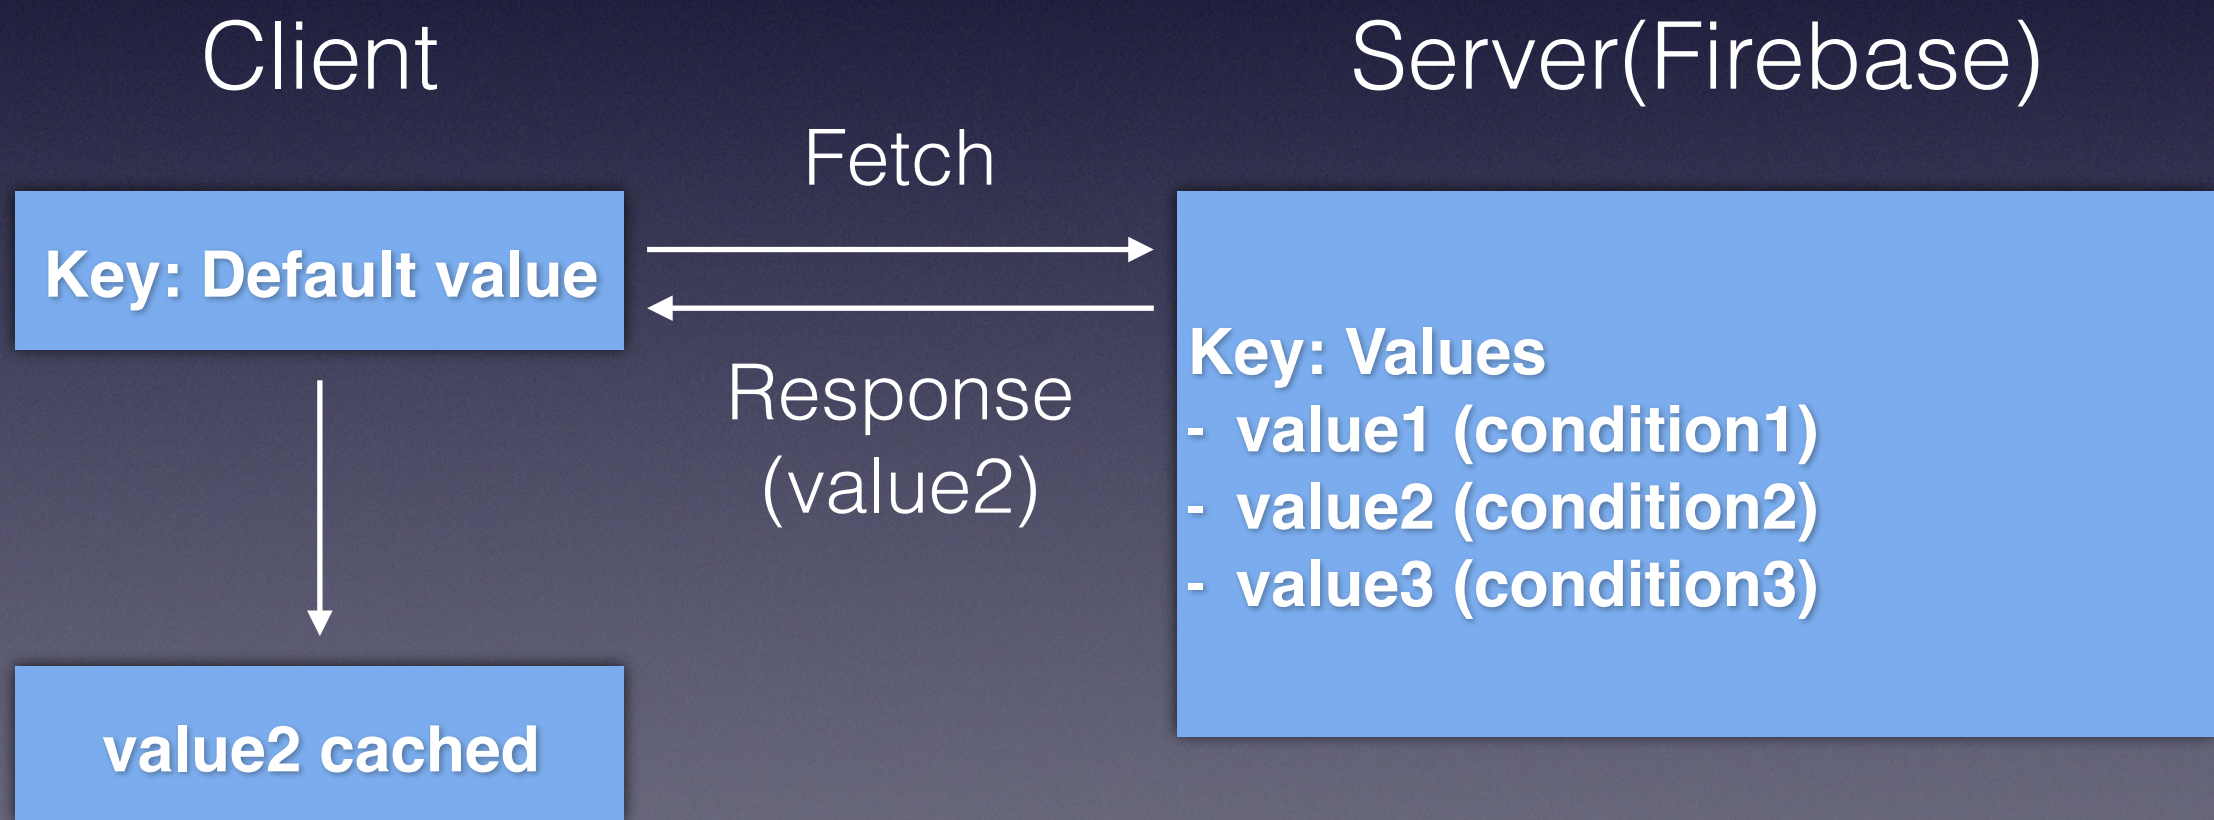 Client
Server(Firebase)
Fetch
Key: Default value
Response
(value2)
Key: Values
- value1 (condition1)
- value2 (condition2)
- value3 (condition3)
value2 cached